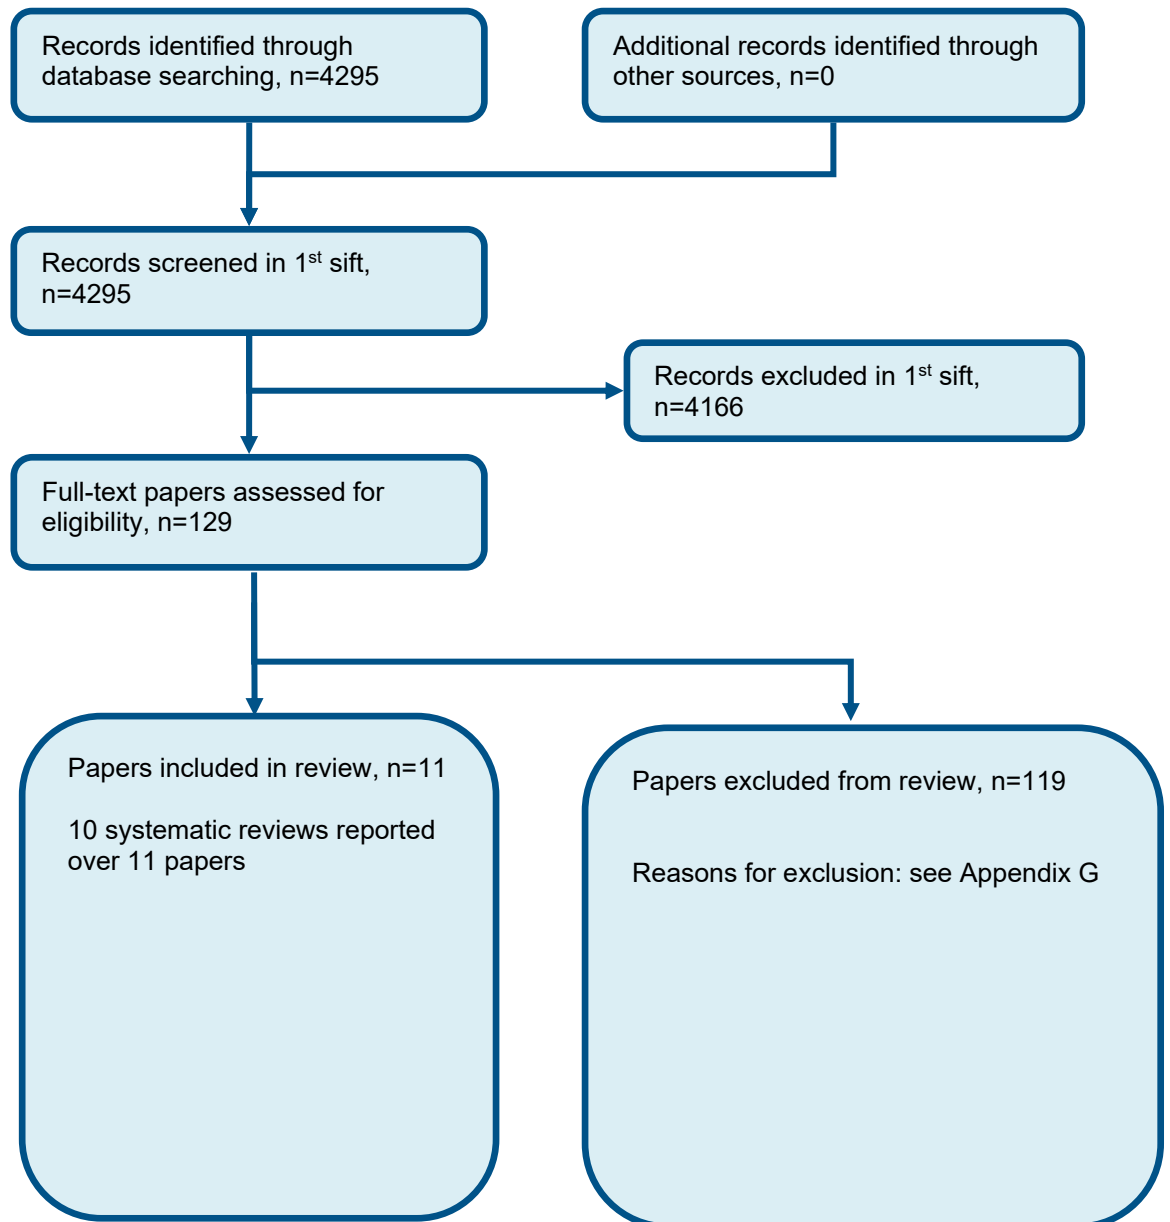 Records identified through
database searching, n=4295
Additional records identified through
other sources, n=0
Records screened in 1st sift,
n=4295
Records excluded in 1st sift,
n=4166
Full-text papers assessed for
eligibility, n=129
Papers included in review, n=11
10 systematic reviews reported
over 11 papers
Papers excluded from review, n=119
Reasons for exclusion: see Appendix G